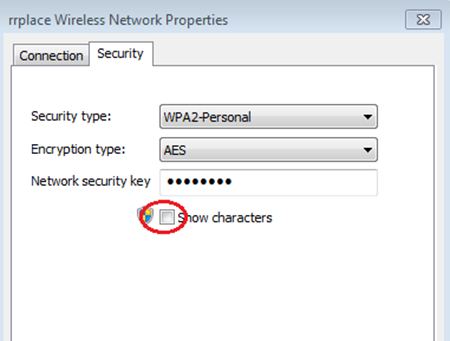 rrplace Wireless Network Properties
Connection
Security
Security type:
WPA2-Personal
Encryption type:
AES
Network security key
••••••••
Show characters